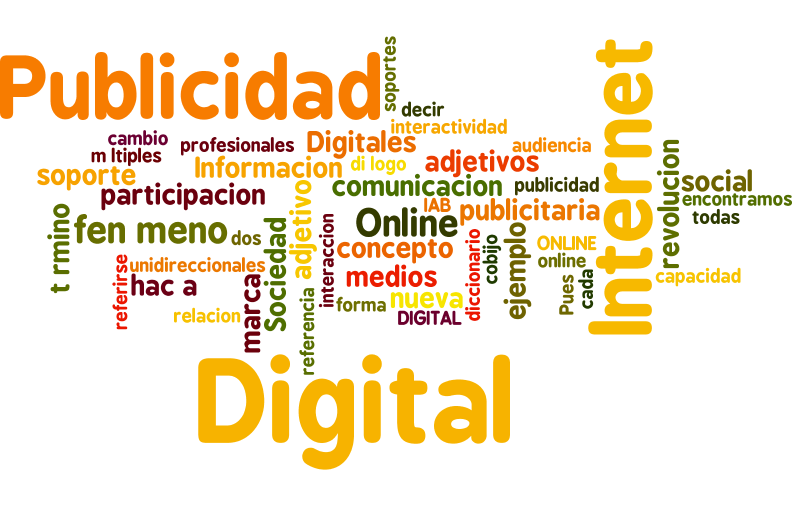 soportes
Publicidad
Internet
decir
interactividad
cambio
profesionales
Digitales
audiencia
m ltiples
Informacion
di logo
adjetivos
revolucion
soporte
comunicacion
publicidad
social
participacion
adjetivo
IAB
publicitaria
encontramos
todas
t rmino
fen meno
dos
Sociedad
interaccion
Online
concepto
diccionario
cobijo
ejemplo
ONLINE
online
referirse
unidireccionales
medios
Pues
cada
capacidad
hac a
marca
referencia
forma
nueva
relacion
DIGITAL
Digital